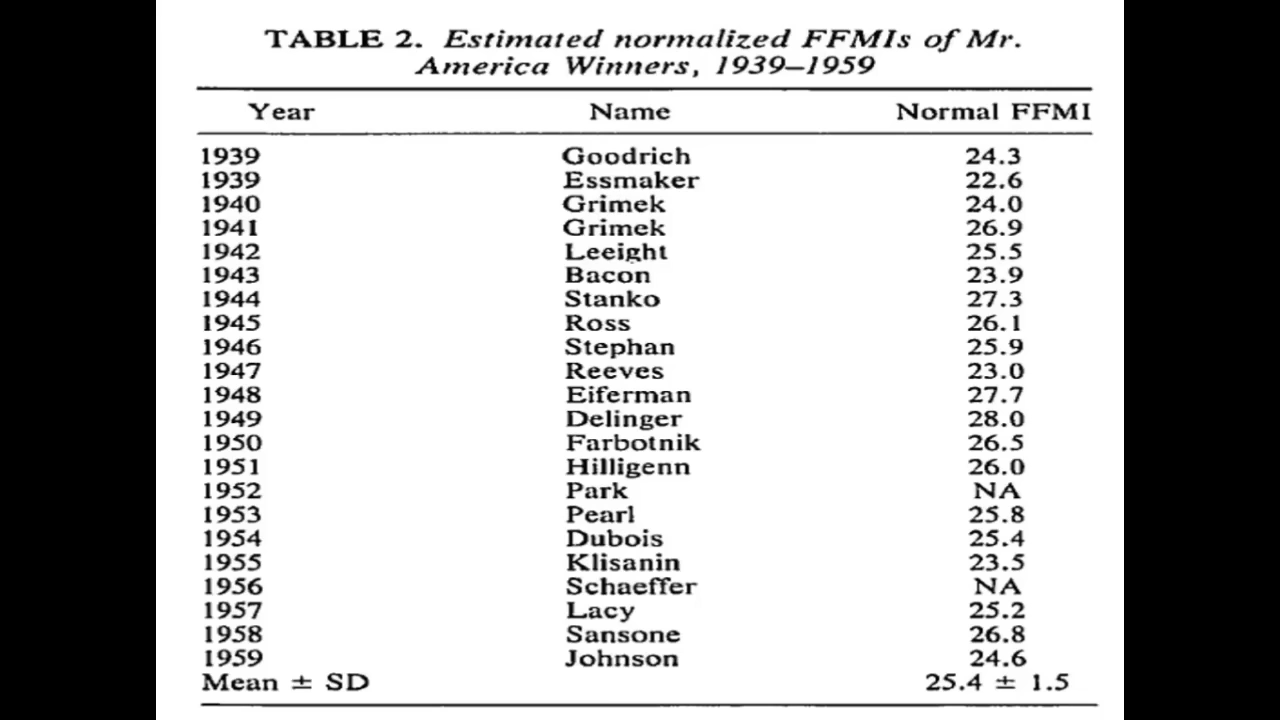 TABLE 2. Estimated normalized FFMIs of Mr.
America Winners, 1939–1959
Year Name Normal FFMI
1939 Goodrich 24.3
1939 Essmaker 22.6
1940 Grimek 24.0
1941 Grimek 26.9
1942 Leeight 25.5
1943 Bacon 23.9
1944 Stanko 27.3
1945 Ross 26.1
1946 Stephan 25.9
1947 Reeves 23.0
1948 Eiferman 27.7
1949 Delinger 28.0
1950 Farbotnik 26.5
1951 Hilligenn 26.0
1952 Park NA
1953 Pearl 25.8
1954 Dubois 25.4
1955 Klisanin 23.5
1956 Schaeffer NA
1957 Lacy 25.2
1958 Sansone 26.8
1959 Johnson 24.6
Mean ± SD 25.4 ± 1.5